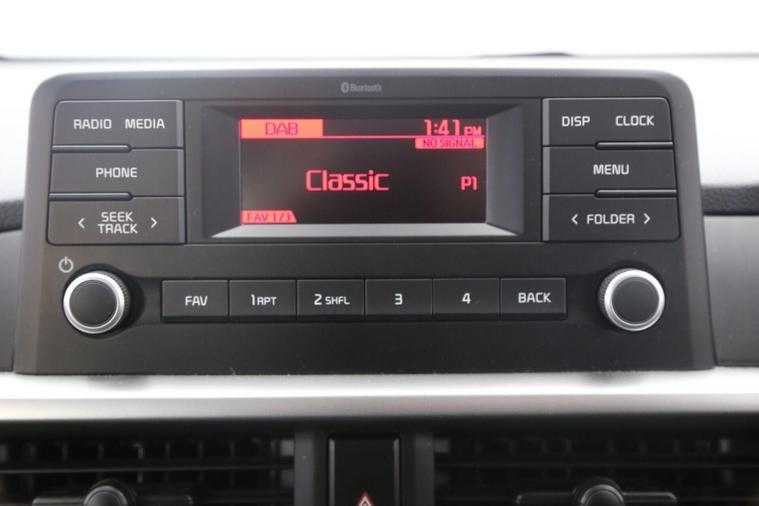 Bluetooth
RADIO MEDIA
DAB 1:41 PM
DISP CLOCK
NO SIGNAL
PHONE
Classic P1
MENU
< SEEK TRACK >
FAV 1/3
< FOLDER >
FAV 1 RPT 2 SHFL 3 4 BACK